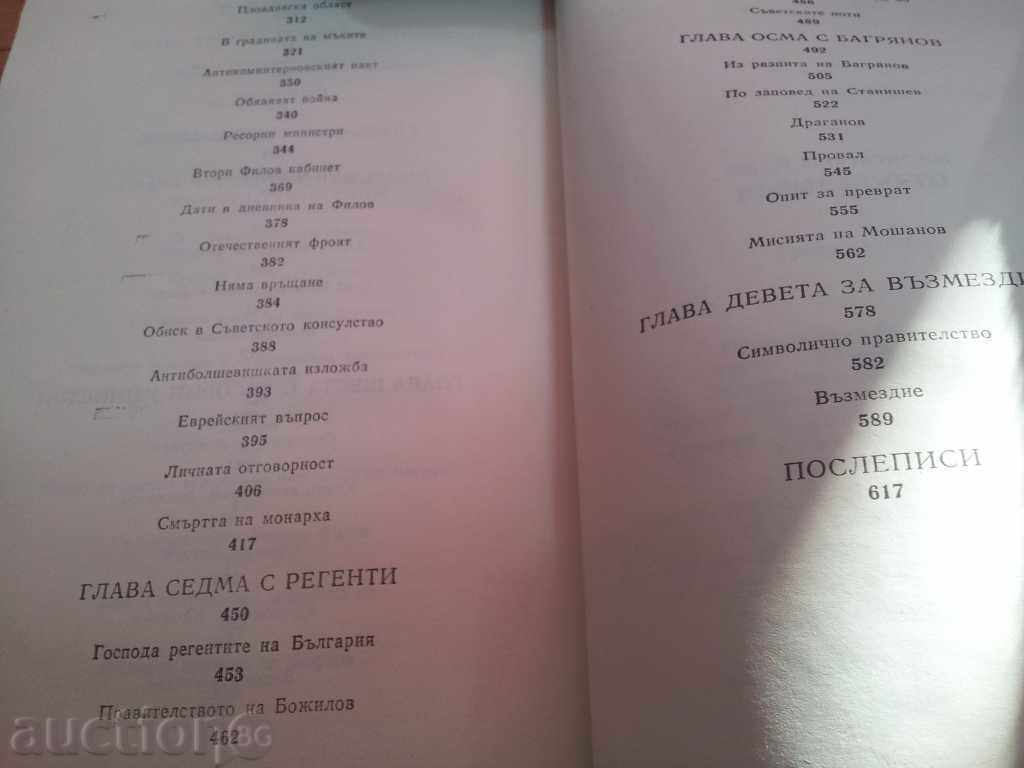 Пловдивска област
312
В градината на мъките
321
Антикоминтерновският пакт
330
Обявяват война
340
Ресорни министри
344
Втори Филов кабинет
369
Дати в дневника на Филов
378
Отечественият фронт
382
Няма връщане
384
Обиск в Съветското консулство
388
Антиболшевишката изложба
393
Еврейският въпрос
395
Личната отговорност
406
Смъртта на монарха
417
ГЛАВА СЕДМА С РЕГЕНТИ
450
Господа регентите на България
453
Правителството на Божилов
462
486
Съветските ноти
489
ГЛАВА ОСМА С БАГРЯНОВ
492
Из разпита на Багрянов
505
По заповед на Станишев
522
Драганов
531
Провал
545
Опит за преврат
555
Мисията на Мошанов
562
ГЛАВА ДЕВЕТА ЗА ВЪЗМЕЗДИ
578
Символично правителство
582
Възмездие
589
ПОСЛЕПИСИ
617
auction.bg